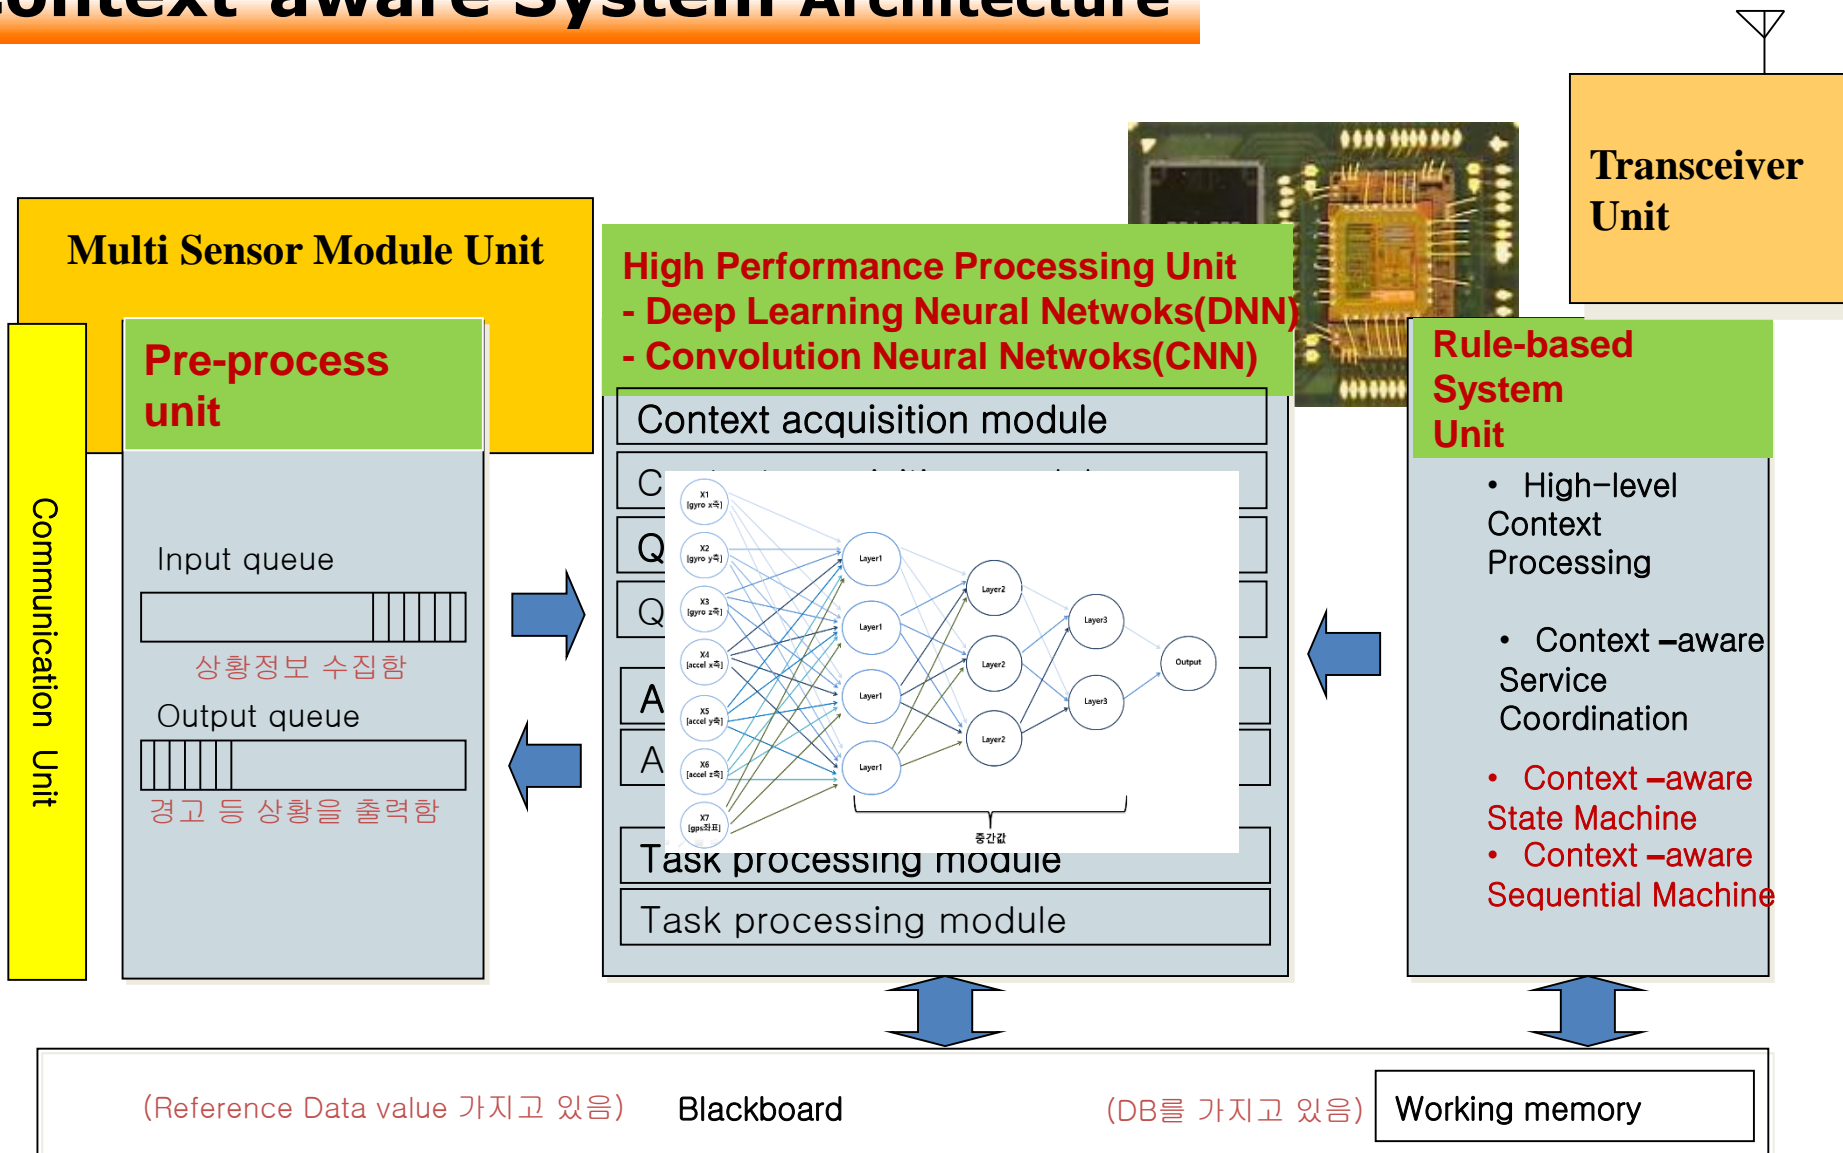 Context-aware System Architecture
Transceiver
Unit
Multi Sensor Module Unit
High Performance Processing Unit
- Deep Learning Neural Netwoks(DNN)
- Convolution Neural Netwoks(CNN)
Pre-process
unit
Rule-based
System
Unit
Communication Unit
Input queue
상황정보 수집함
Output queue
경고 등 상황을 출력함
Context acquisition module
C
Q
Q
A
A
X1
[gyro x축]
X2
[gyro y축]
X3
[gyro z축]
X4
[accel x축]
X5
[accel y축]
X6
[accel z축]
X7
[gps좌표]
Layer1
Layer1
Layer1
Layer1
Layer2
Layer2
Layer2
Layer3
Layer3
Output
중간값
Task processing module
Task processing module
• High-level
Context
Processing
• Context –aware
Service
Coordination
• Context –aware
State Machine
• Context –aware
Sequential Machine
(Reference Data value 가지고 있음)
Blackboard
(DB를 가지고 있음)
Working memory